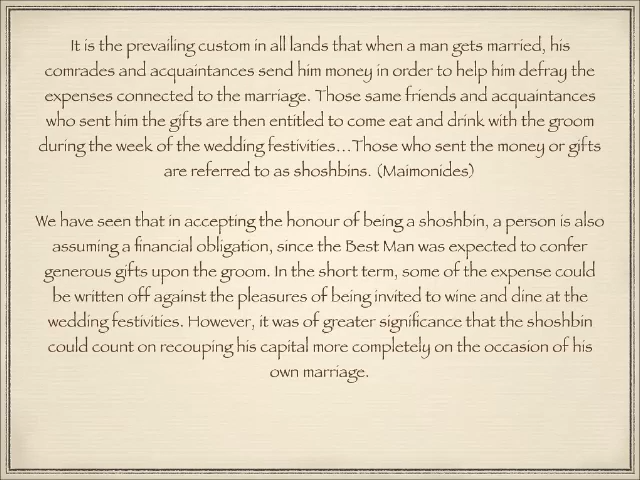 It is the prevailing custom in all lands that when a man gets married, his
comrades and acquaintances send him money in order to help him defray the
expenses connected to the marriage. Those same friends and acquaintances
who sent him the gifts are then entitled to come eat and drink with the groom
during the week of the wedding festivities...Those who sent the money or gifts
are referred to as shoshbins. (Maimonides)
We have seen that in accepting the honour of being a shoshbin, a person is also
assuming a financial obligation, since the Best Man was expected to confer
generous gifts upon the groom. In the short term, some of the expense could
be written off against the pleasures of being invited to wine and dine at the
wedding festivities. However, it was of greater significance that the shoshbin
could count on recouping his capital more completely on the occasion of his
own marriage.